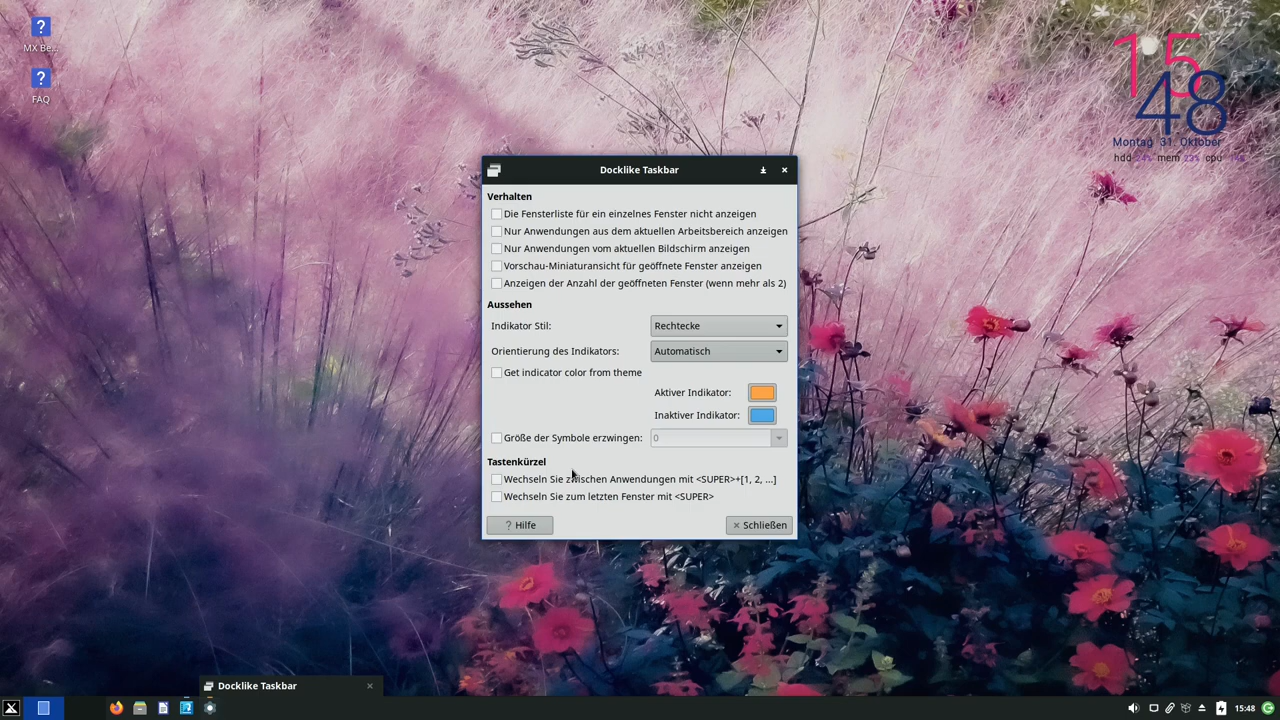 MX Be...
FAQ
15
48
Montag 31 Oktober
hdd 24% mem 23% cpu
Docklike Taskbar
Verhalten
Die Fensterliste für ein einzelnes Fenster nicht anzeigen
Nur Anwendungen aus dem aktuellen Arbeitsbereich anzeigen
Nur Anwendungen vom aktuellen Bildschirm anzeigen
Vorschau-Miniaturansicht für geöffnete Fenster anzeigen
Anzeigen der Anzahl der geöffneten Fenster (wenn mehr als 2)
Aussehen
Indikator Stil: Rechtecke
Orientierung des Indikators: Automatisch
Get indicator color from theme
Aktiver Indikator:
Inaktiver Indikator:
Größe der Symbole erzwingen: 0
Tastenkürzel
Wechseln Sie zwischen Anwendungen mit <SUPER>+[1, 2, ...]
Wechseln Sie zum letzten Fenster mit <SUPER>
? Hilfe
Schließen
Docklike Taskbar
15:48